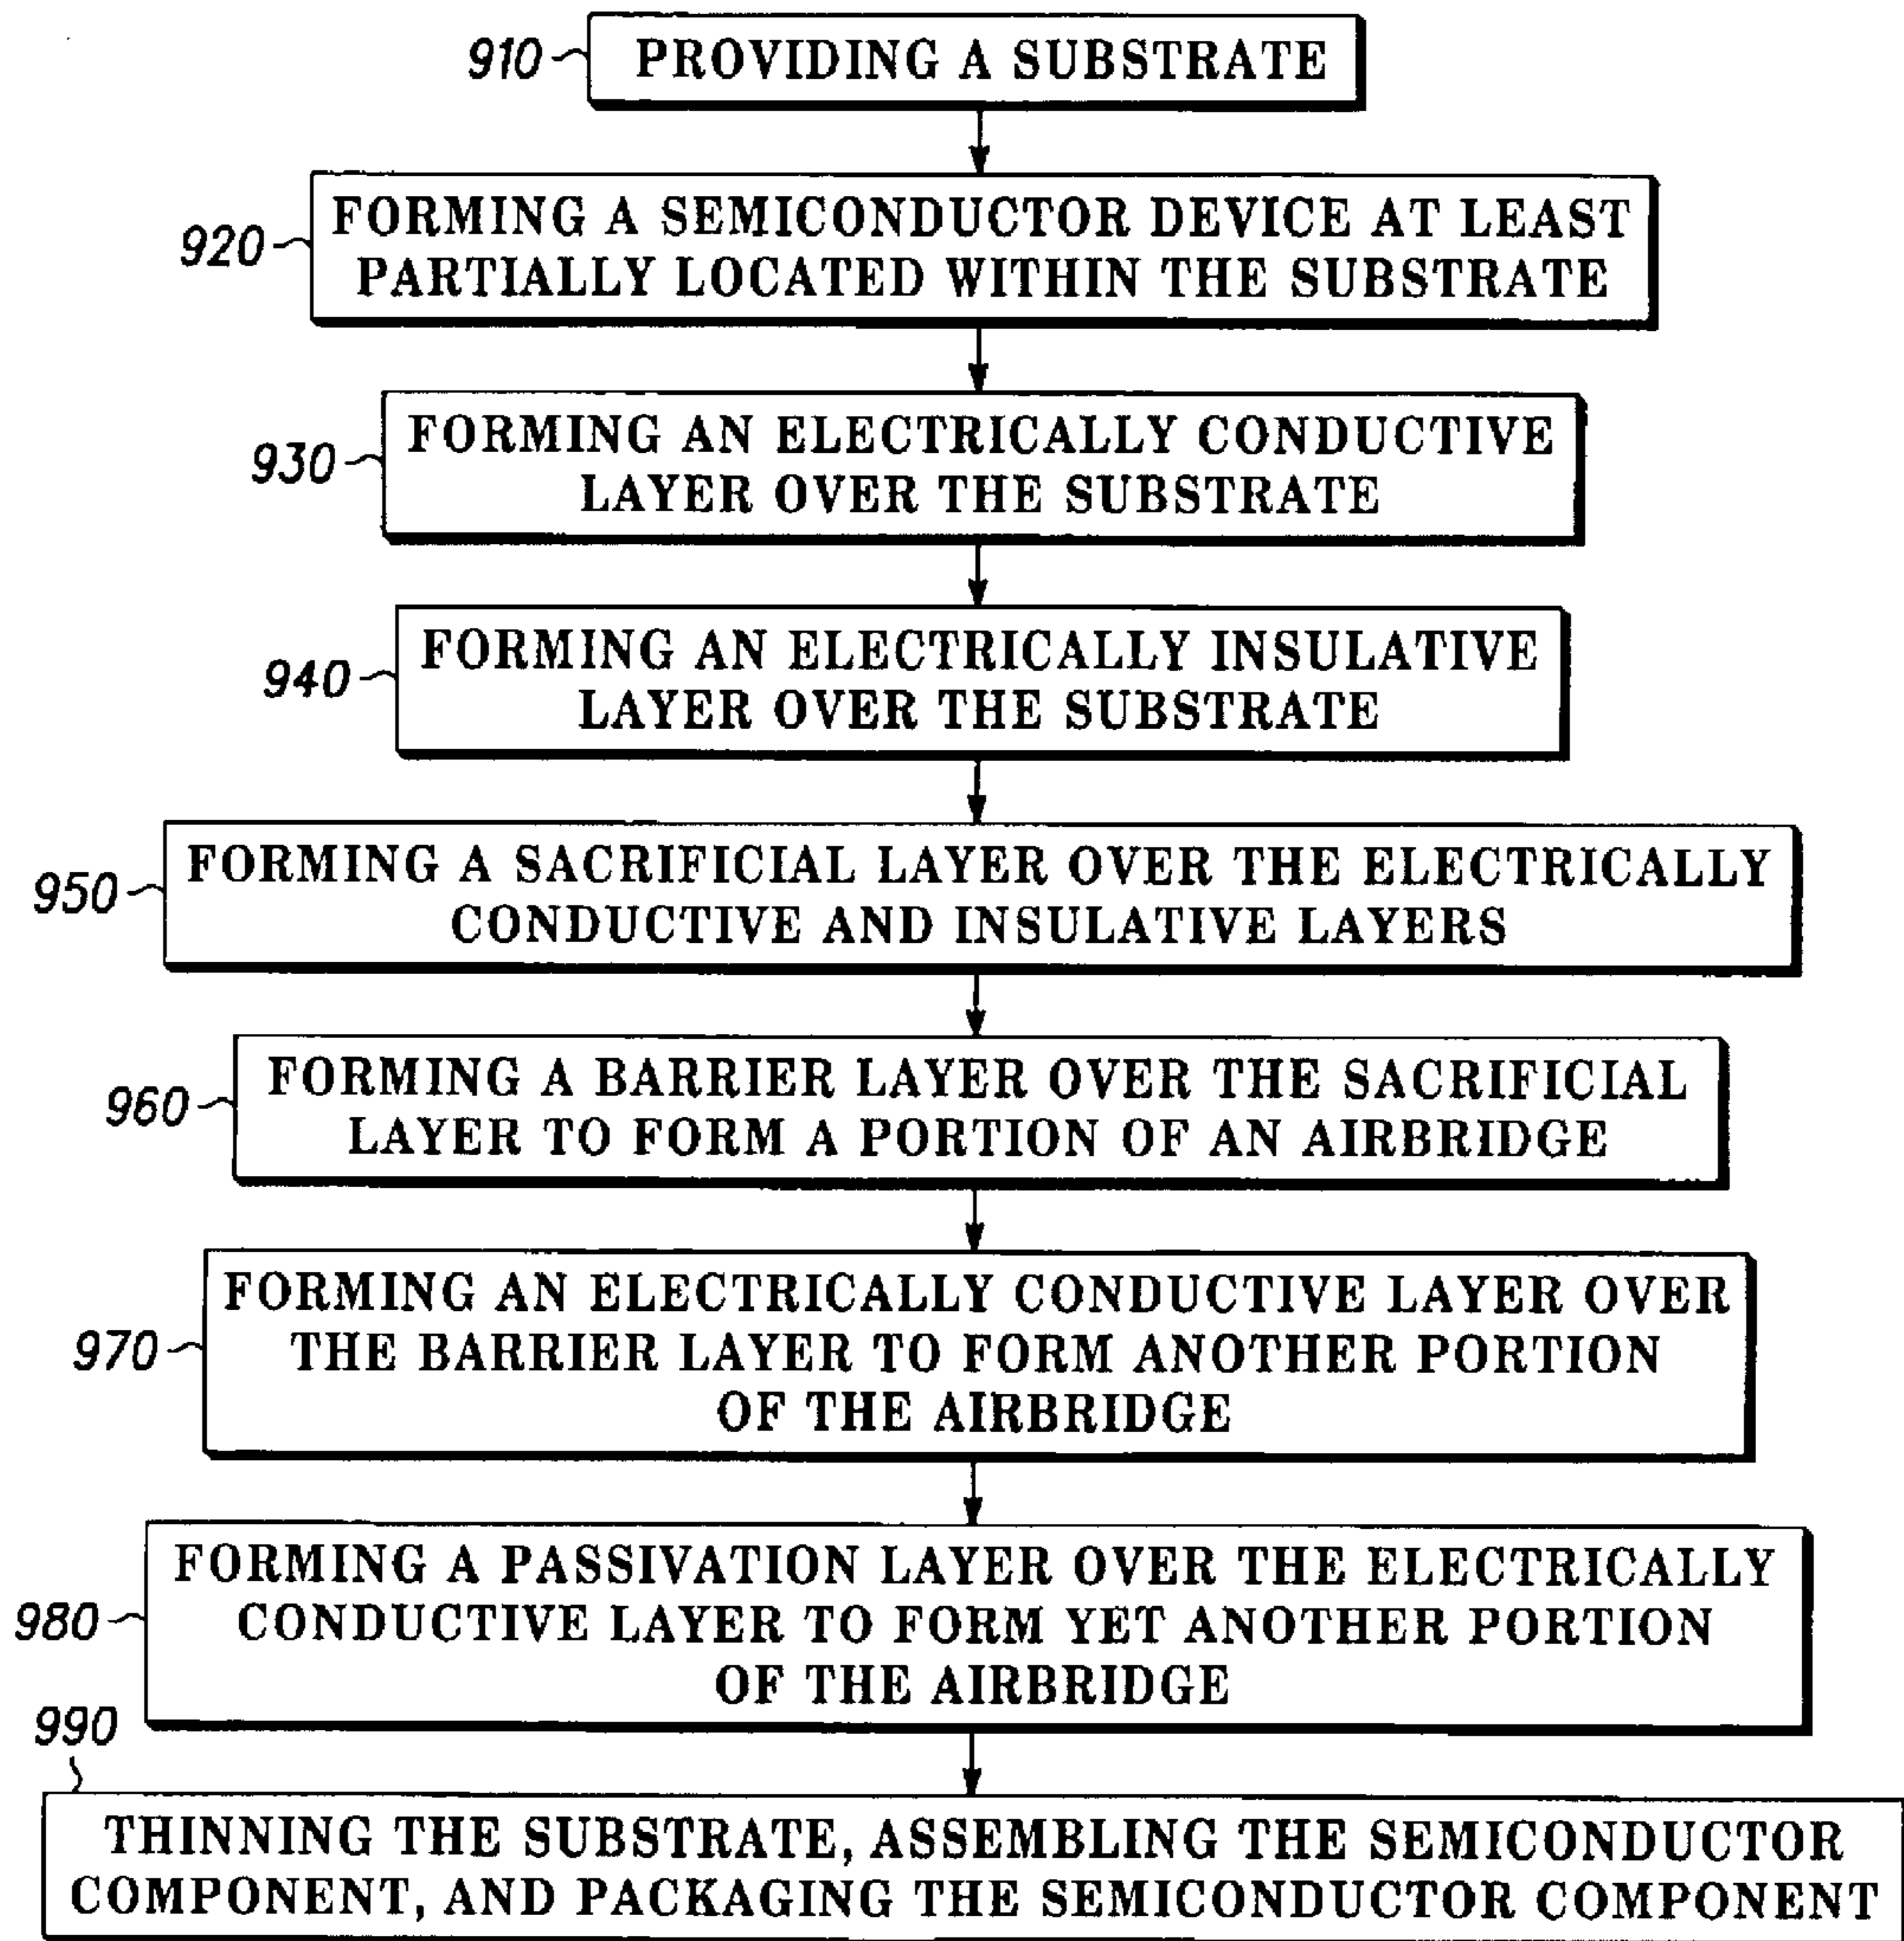 910
PROVIDING A SUBSTRATE
920
FORMING A SEMICONDUCTOR DEVICE AT LEAST
PARTIALLY LOCATED WITHIN THE SUBSTRATE
930
FORMING AN ELECTRICALLY CONDUCTIVE
LAYER OVER THE SUBSTRATE
940
FORMING AN ELECTRICALLY INSULATIVE
LAYER OVER THE SUBSTRATE
950
FORMING A SACRIFICIAL LAYER OVER THE ELECTRICALLY
CONDUCTIVE AND INSULATIVE LAYERS
960
FORMING A BARRIER LAYER OVER THE SACRIFICIAL
LAYER TO FORM A PORTION OF AN AIRBRIDGE
970
FORMING AN ELECTRICALLY CONDUCTIVE LAYER OVER
THE BARRIER LAYER TO FORM ANOTHER PORTION
OF THE AIRBRIDGE
980
FORMING A PASSIVATION LAYER OVER THE ELECTRICALLY
CONDUCTIVE LAYER TO FORM YET ANOTHER PORTION
OF THE AIRBRIDGE
990
THINNING THE SUBSTRATE, ASSEMBLING THE SEMICONDUCTOR
COMPONENT, AND PACKAGING THE SEMICONDUCTOR COMPONENT